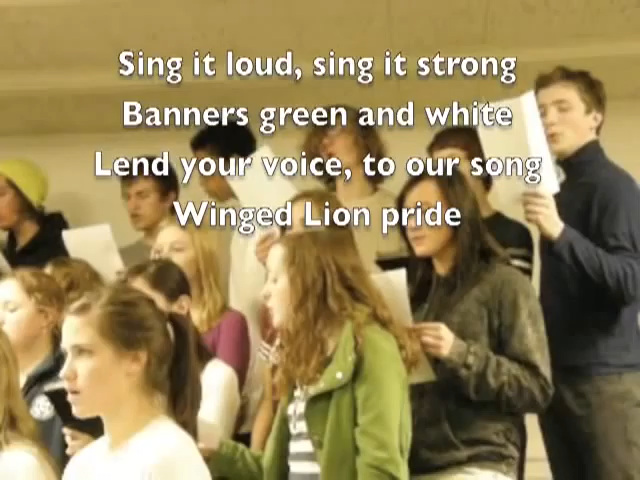 Sing it loud, sing it strong
Banners green and white
Lend your voice, to our song
Winged Lion pride